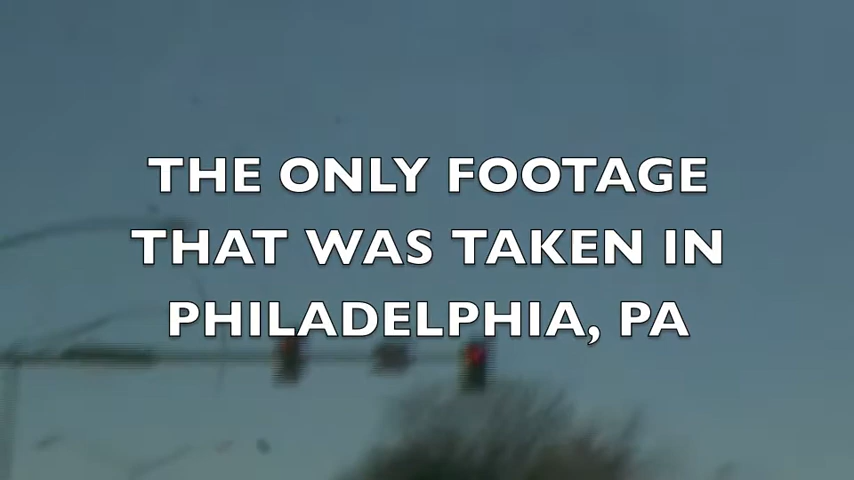 THE ONLY FOOTAGE
THAT WAS TAKEN IN
PHILADELPHIA, PA